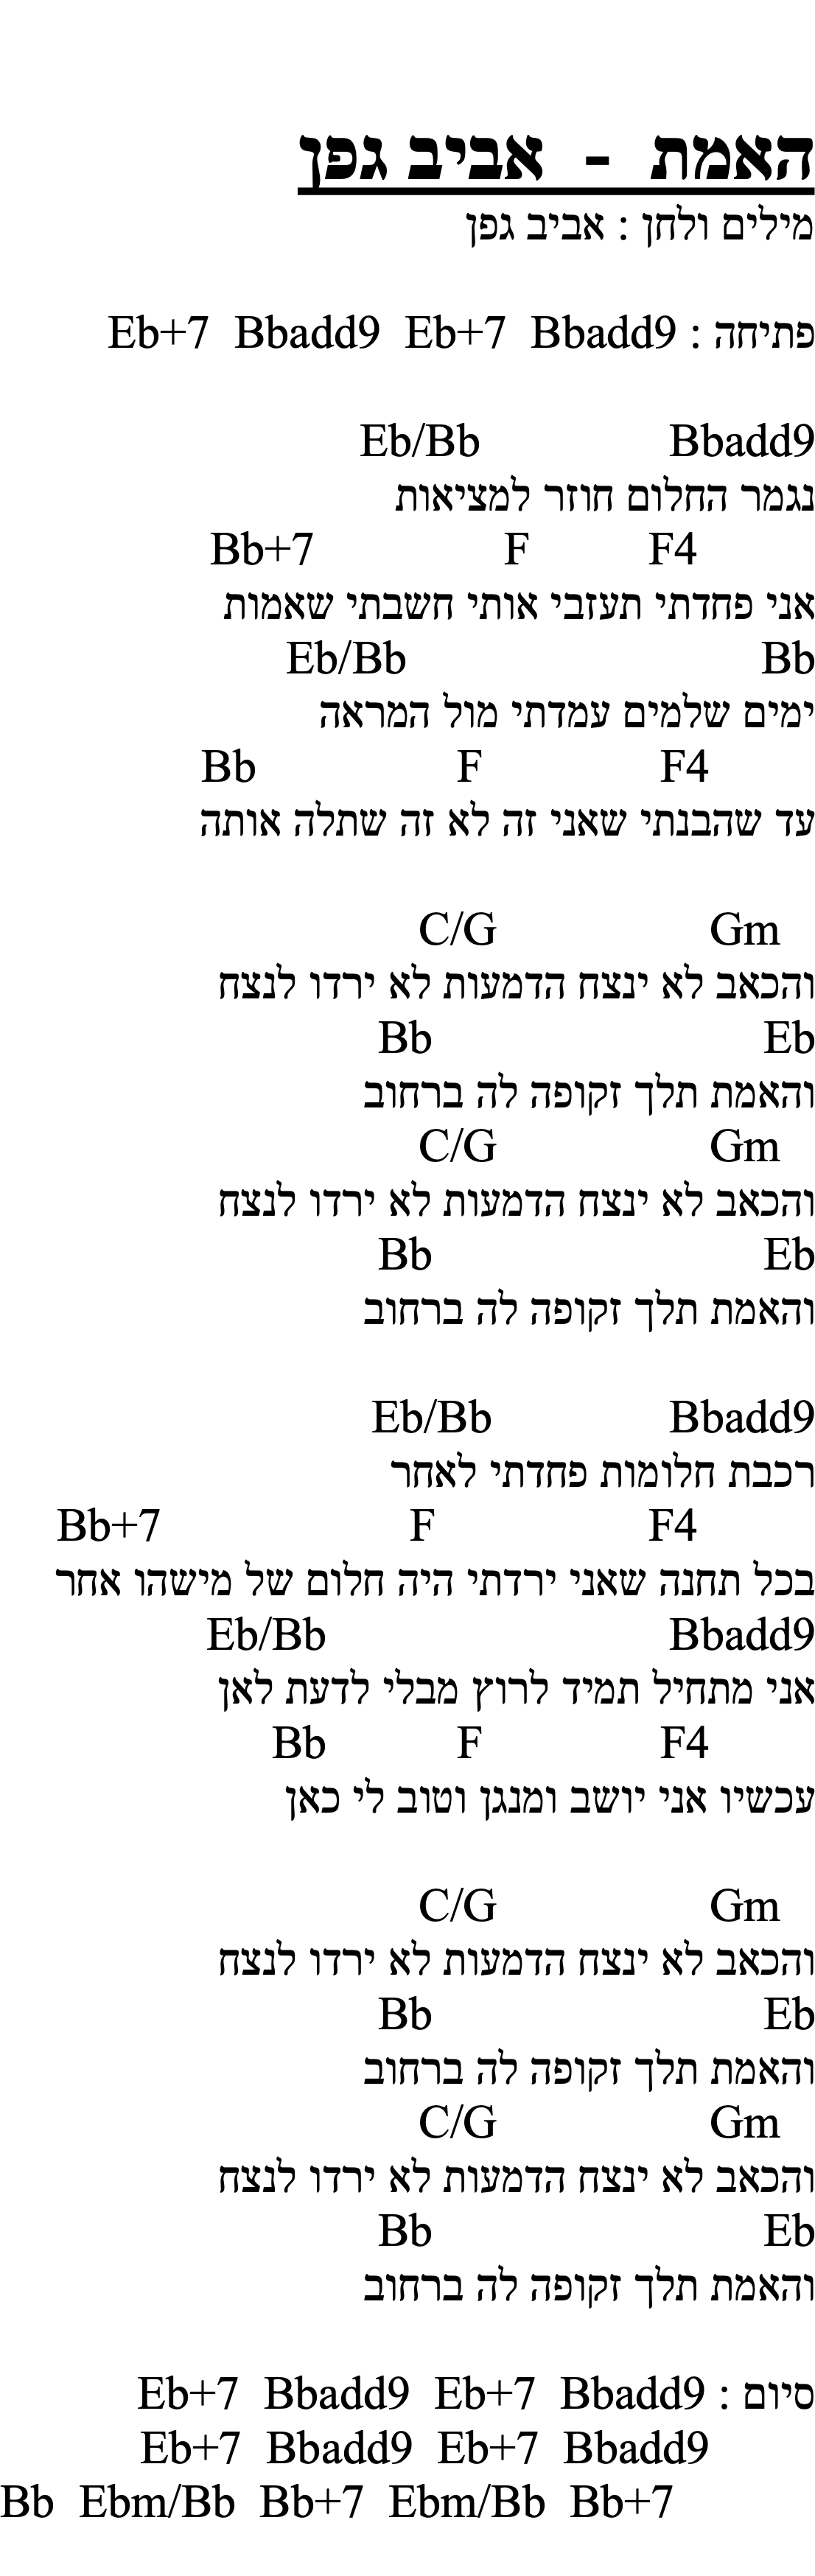 האמת - אביב גפן
מילים ולחן : אביב גפן
פתיחה : Eb+7 Bbadd9 Eb+7 Bbadd9
Eb/Bb Bbadd9
נגמר החלום חוזר למציאות
Bb+7 F F4
אני פחדתי תעזבי אותי חשבתי שאמות
Eb/Bb Bb
ימים שלמים עמדתי מול המראה
Bb F F4
עד שהבנתי שאני זה לא זה שתלה אותה
C/G Gm
והכאב לא ינצח הדמעות לא ירדו לנצח
Bb Eb
והאמת תלך זקופה לה ברחוב
C/G Gm
והכאב לא ינצח הדמעות לא ירדו לנצח
Bb Eb
והאמת תלך זקופה לה ברחוב
Eb/Bb Bbadd9
רכבת חלומות פחדתי לאחר
Bb+7 F F4
בכל תחנה שאני ירדתי היה חלום של מישהו אחר
Eb/Bb Bbadd9
אני מתחיל תמיד לרוץ מבלי לדעת לאן
Bb F F4
עכשיו אני יושב ומנגן וטוב לי כאן
C/G Gm
והכאב לא ינצח הדמעות לא ירדו לנצח
Bb Eb
והאמת תלך זקופה לה ברחוב
C/G Gm
והכאב לא ינצח הדמעות לא ירדו לנצח
Bb Eb
והאמת תלך זקופה לה ברחוב
סיום : Eb+7 Bbadd9 Eb+7 Bbadd9
Eb+7 Bbadd9 Eb+7 Bbadd9
Bb Ebm/Bb Bb+7 Ebm/Bb Bb+7